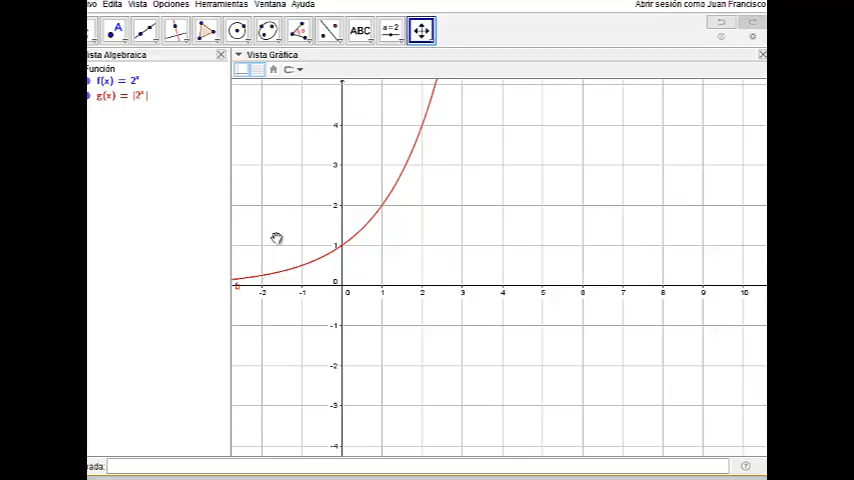 ivo Edita Vista Opciones Herramientas Ventana Ayuda Abrir sesión como Juan Francisco
A ABC a=2
ista Algebraica Vista Gráfica
Función
f(x) = 2ˣ
g(x) = |2ˣ|
4
3
2
1
0
-2 -1 0 1 2 3 4 5 6 7 8 9 10
-1
-2
-3
-4
rada: